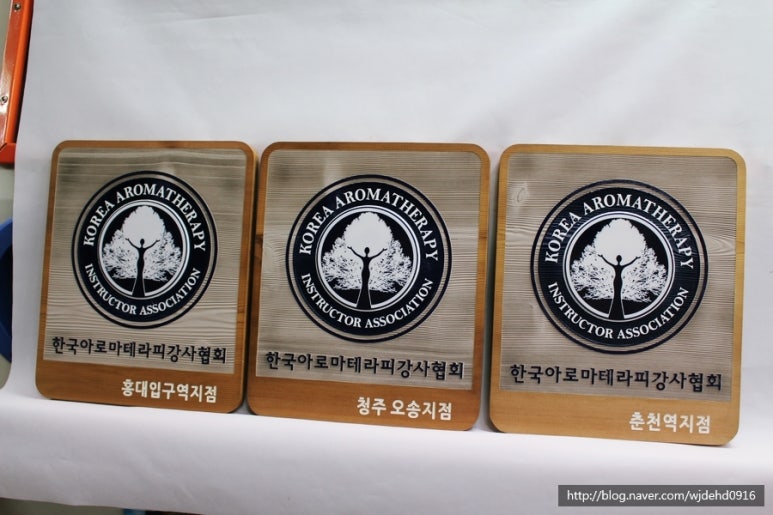 KOREA AROMATHERAPY
INSTRUCTOR ASSOCIATION
한국아로마테라피강사협회
홍대입구역지점
KOREA AROMATHERAPY
INSTRUCTOR ASSOCIATION
한국아로마테라피강사협회
청주 오송지점
KOREA AROMATHERAPY
INSTRUCTOR ASSOCIATION
한국아로마테라피강사협회
춘천역지점
http://blog.naver.com/wjdehd0916